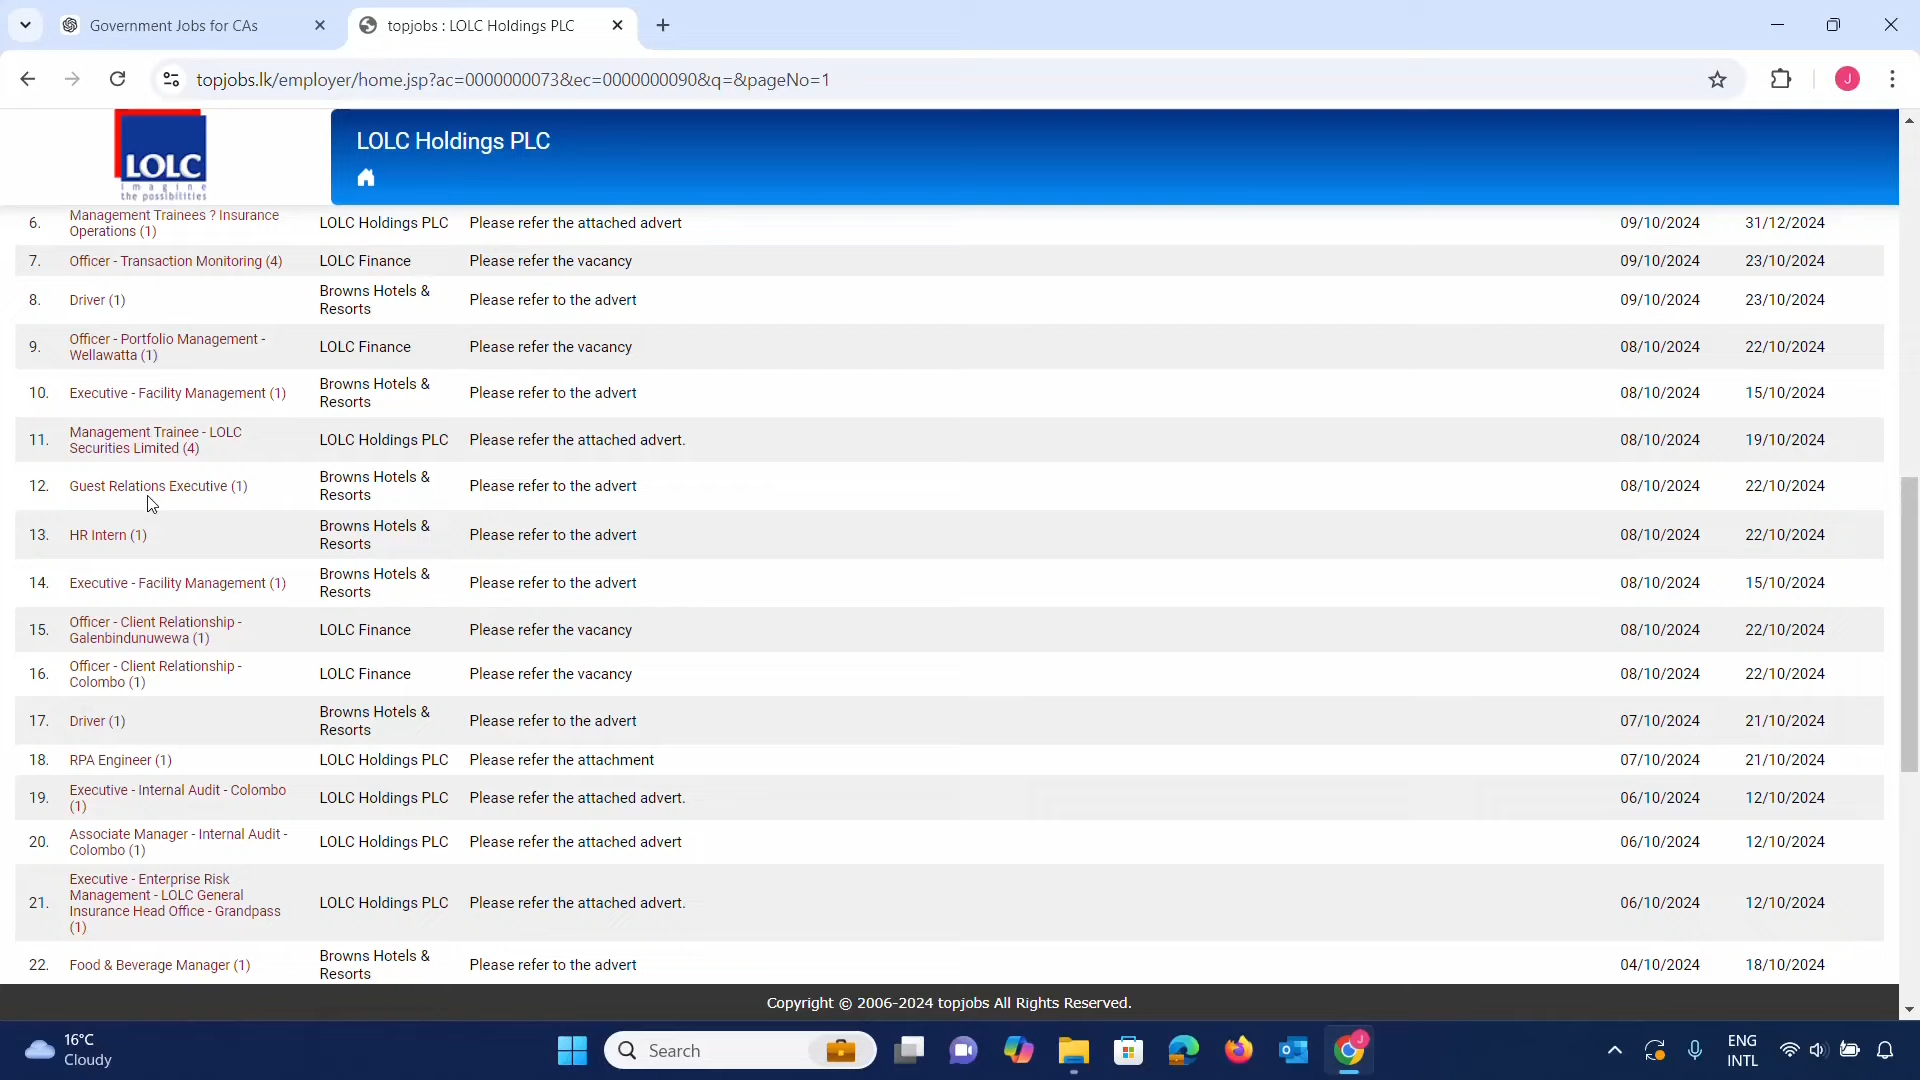 Government Jobs for CAs
topjobs : LOLC Holdings PLC
topjobs.lk/employer/home.jsp?ac=0000000073&ec=0000000090&q=&pageNo=1
J
LOLC
imagine
the possibilities
LOLC Holdings PLC
6. Management Trainees ? Insurance Operations (1) LOLC Holdings PLC Please refer the attached advert 09/10/2024 31/12/2024
7. Officer - Transaction Monitoring (4) LOLC Finance Please refer the vacancy 09/10/2024 23/10/2024
8. Driver (1) Browns Hotels & Resorts Please refer to the advert 09/10/2024 23/10/2024
9. Officer - Portfolio Management - Wellawatta (1) LOLC Finance Please refer the vacancy 08/10/2024 22/10/2024
10. Executive - Facility Management (1) Browns Hotels & Resorts Please refer to the advert 08/10/2024 15/10/2024
11. Management Trainee - LOLC Securities Limited (4) LOLC Holdings PLC Please refer the attached advert. 08/10/2024 19/10/2024
12. Guest Relations Executive (1) Browns Hotels & Resorts Please refer to the advert 08/10/2024 22/10/2024
13. HR Intern (1) Browns Hotels & Resorts Please refer to the advert 08/10/2024 22/10/2024
14. Executive - Facility Management (1) Browns Hotels & Resorts Please refer to the advert 08/10/2024 15/10/2024
15. Officer - Client Relationship - Galenbindunuwewa (1) LOLC Finance Please refer the vacancy 08/10/2024 22/10/2024
16. Officer - Client Relationship - Colombo (1) LOLC Finance Please refer the vacancy 08/10/2024 22/10/2024
17. Driver (1) Browns Hotels & Resorts Please refer to the advert 07/10/2024 21/10/2024
18. RPA Engineer (1) LOLC Holdings PLC Please refer the attachment 07/10/2024 21/10/2024
19. Executive - Internal Audit - Colombo (1) LOLC Holdings PLC Please refer the attached advert. 06/10/2024 12/10/2024
20. Associate Manager - Internal Audit - Colombo (1) LOLC Holdings PLC Please refer the attached advert 06/10/2024 12/10/2024
21. Executive - Enterprise Risk Management - LOLC General Insurance Head Office - Grandpass (1) LOLC Holdings PLC Please refer the attached advert. 06/10/2024 12/10/2024
22. Food & Beverage Manager (1) Browns Hotels & Resorts Please refer to the advert 04/10/2024 18/10/2024
Copyright © 2006-2024 topjobs All Rights Reserved.
16°C
Cloudy
Search
J
ENG
INTL